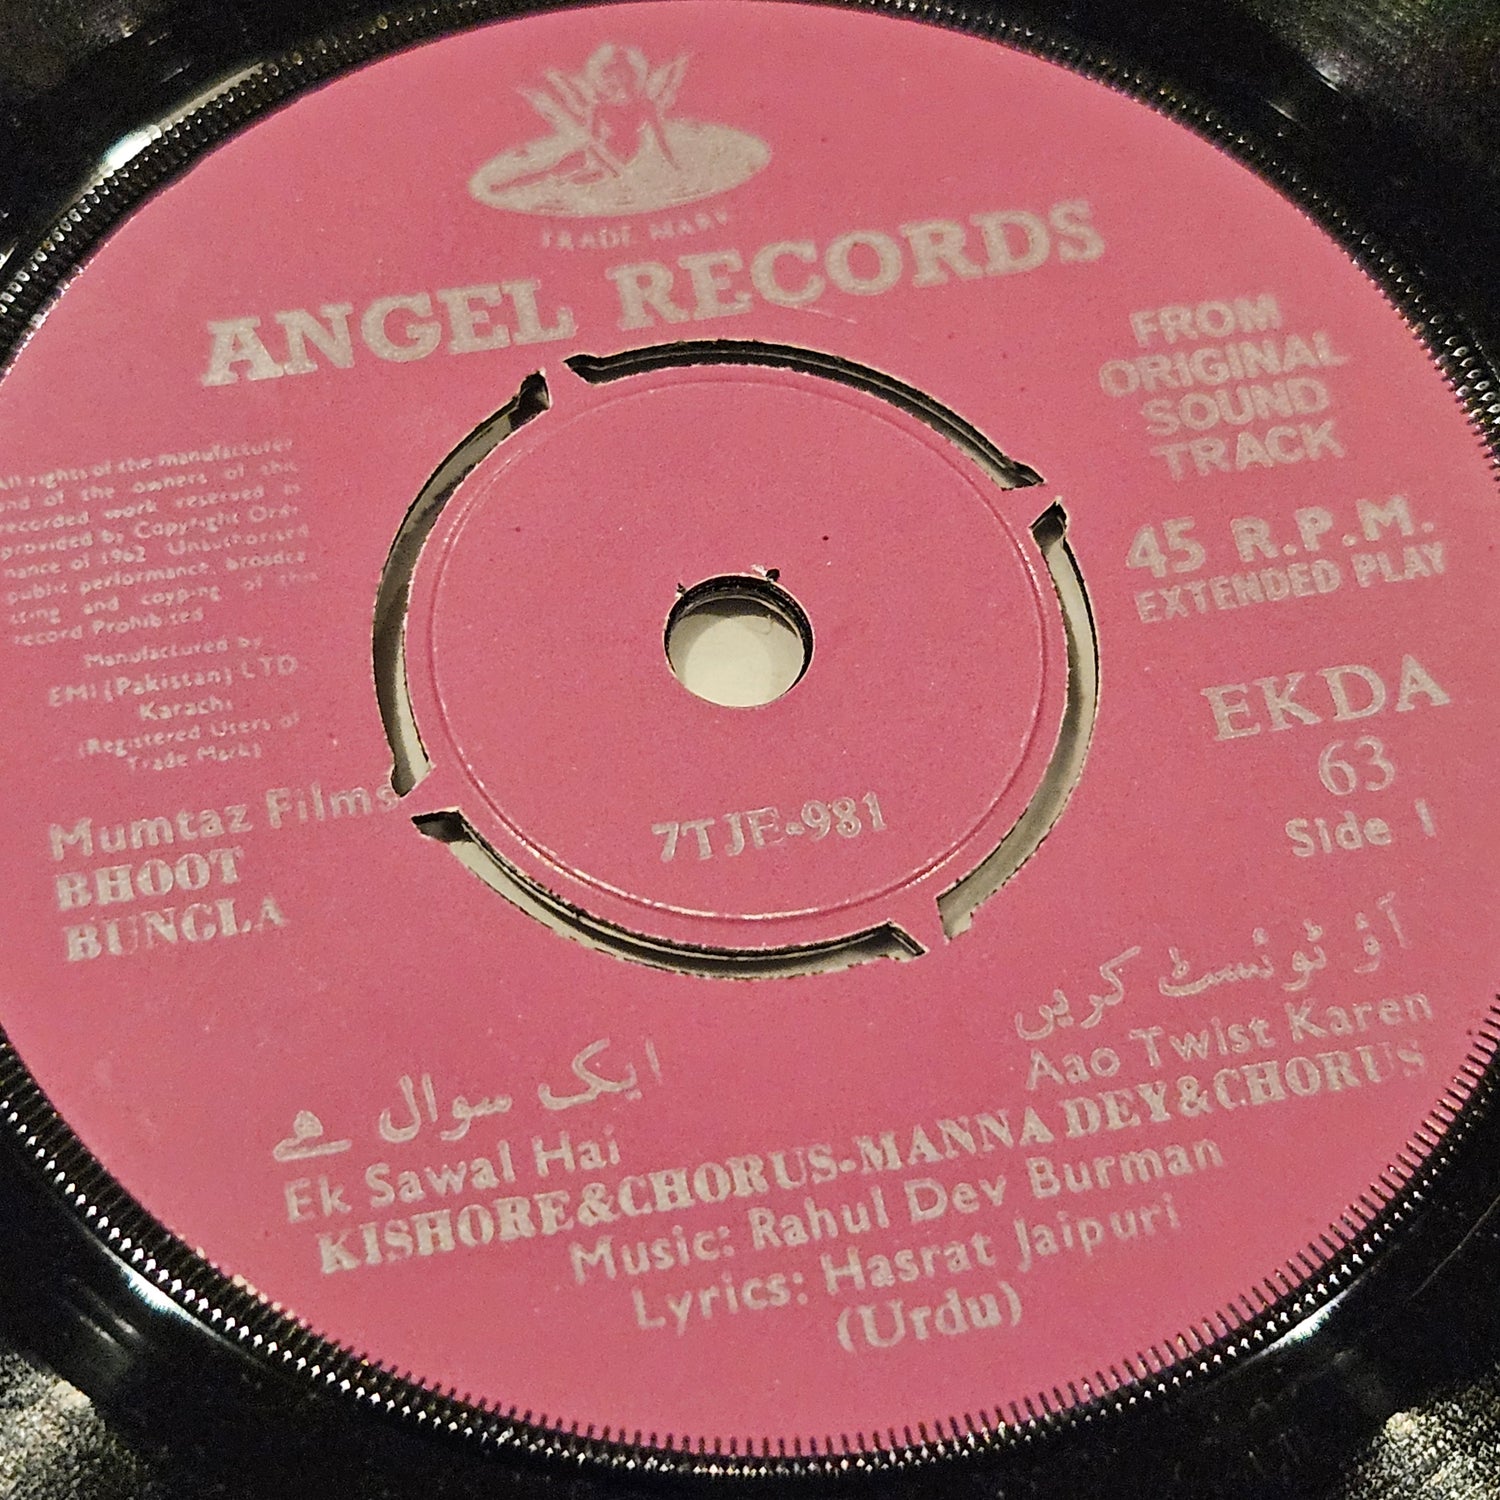 TRADE MARK
ANGEL RECORDS
FROM
ORIGINAL
SOUND
TRACK
45 R.P.M.
EXTENDED PLAY
EKDA
63
Side 1
All rights of the manufacturer
and of the owners of the
recorded work reserved as
provided by Copyright Ordi-
nance of 1962 Unauthorised
public performance, broadca
sting and coyping of this
record Prohibited
Manufactured by
EMI (Pakistan) LTD
Karachi
(Registered Users of
Trade Mark)
Mumtaz Films
BHOOT
BUNGLA
7TJE-981
آؤ ٹوئسٹ کریں
Aao Twist Karen
ایک سوال ہے
Ek Sawal Hai
KISHORE&CHORUS-MANNA DEY&CHORUS
Music: Rahul Dev Burman
Lyrics: Hasrat Jaipuri
(Urdu)